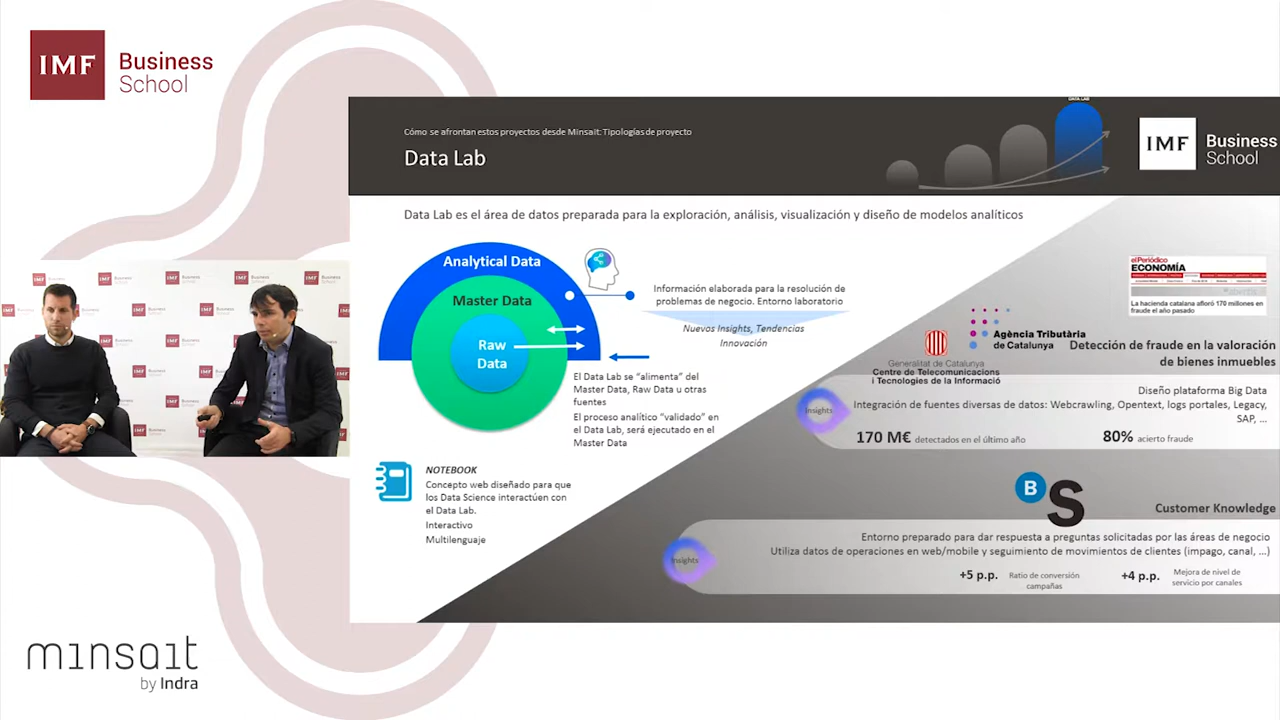 IMF Business School
Cómo se afrontan estos proyectos desde Minsait: Tipologías de proyecto
Data Lab
DATA LAB
IMF Business School
Data Lab es el área de datos preparada para la exploración, análisis, visualización y diseño de modelos analíticos
Analytical Data
Master Data
Raw
Data
Información elaborada para la resolución de
problemas de negocio. Entorno laboratorio
Nuevos Insights, Tendencias
Innovación
El Data Lab se “alimenta” del
Master Data, Raw Data u otras
fuentes
El proceso analítico “validado” en
el Data Lab, será ejecutado en el
Master Data
NOTEBOOK
Concepto web diseñado para que
los Data Science interactúen con
el Data Lab.
Interactivo
Multilenguaje
elPeriódico
ECONOMÍA
La hacienda catalana afloró 170 millones en
fraude el año pasado
Generalitat de Catalunya
Centre de Telecomunicacions
i Tecnologies de la Informació
Agència Tributària
de Catalunya
Detección de fraude en la valoración
de bienes inmuebles
Insights
Diseño plataforma Big Data
Integración de fuentes diversas de datos: Webcrawling, Opentext, logs portales, Legacy,
SAP, ...
170 M€ detectados en el último año
80% acierto fraude
B S
Customer Knowledge
Insights
Entorno preparado para dar respuesta a preguntas solicitadas por las áreas de negocio
Utiliza datos de operaciones en web/mobile y seguimiento de movimientos de clientes (impago, canal, ...)
+5 p.p. Ratio de conversión
campañas
+4 p.p. Mejora de nivel de
servicio por canales
minsait
by Indra